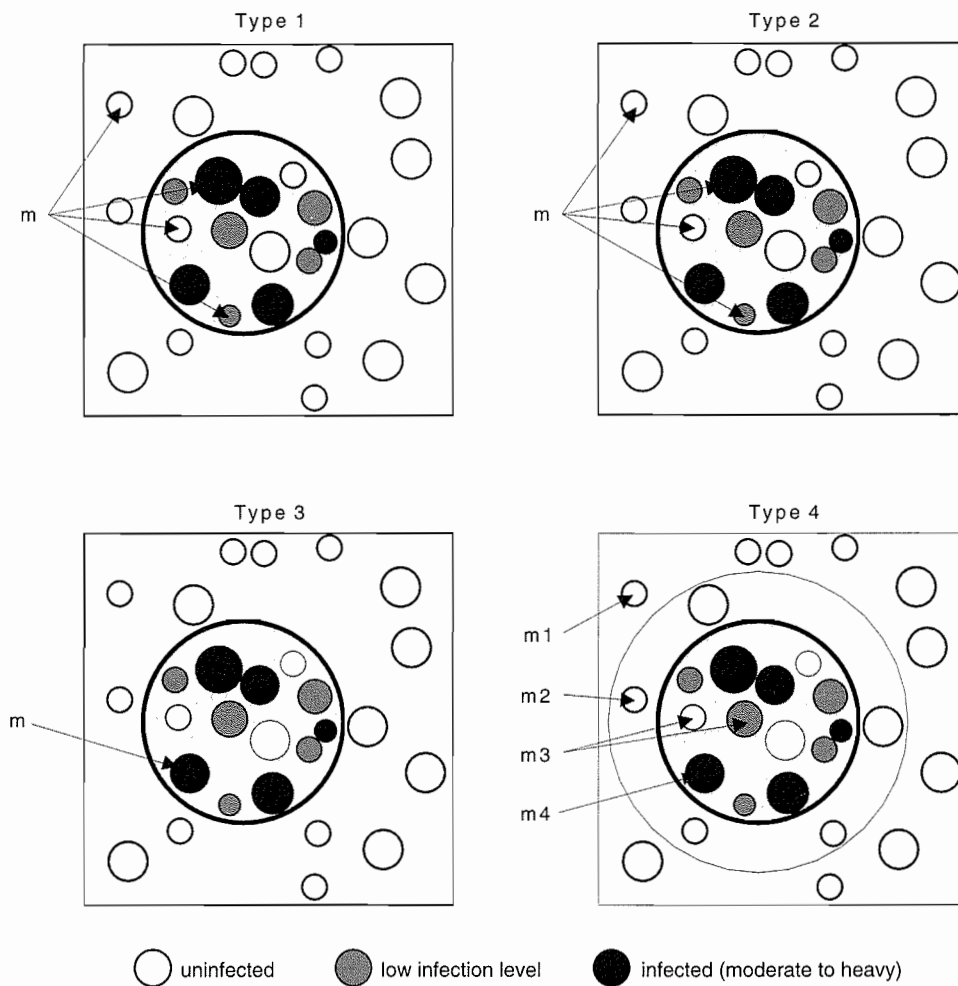 Type 1
Type 2
m
m
Type 3
Type 4
m
m1
m2
m3
m4
uninfected
low infection level
infected (moderate to heavy)